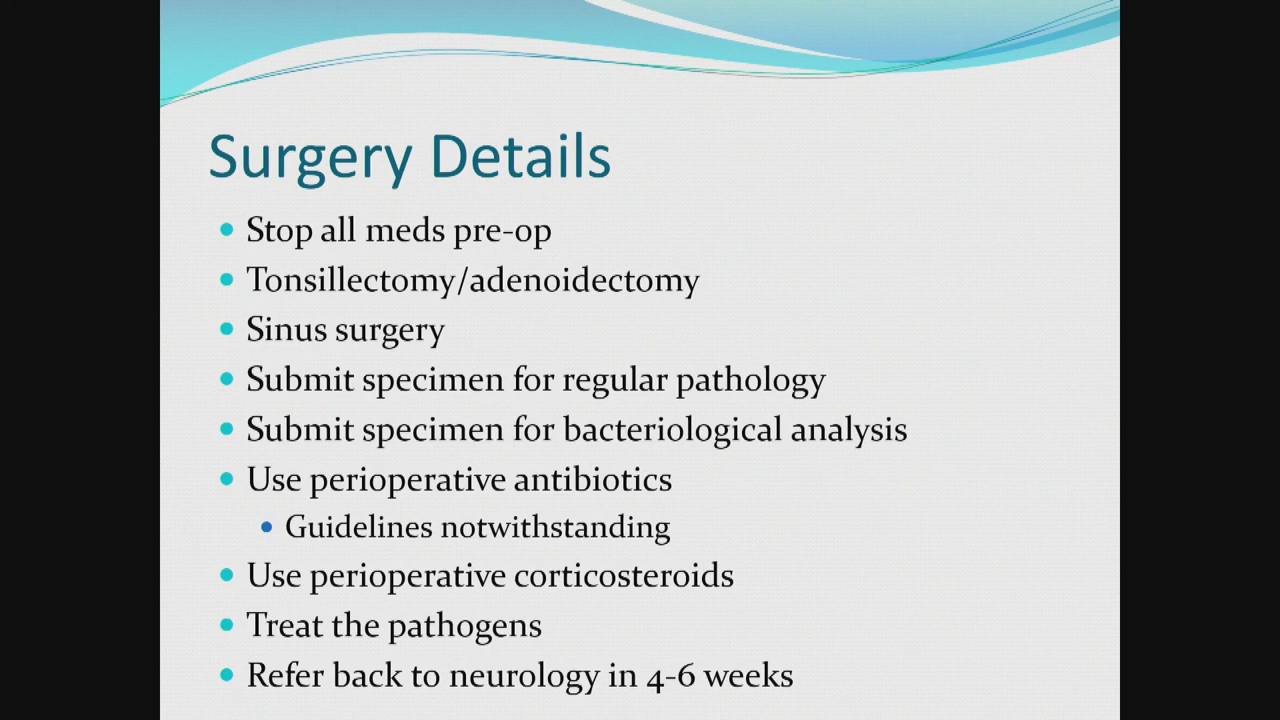 Surgery Details
Stop all meds pre-op
Tonsillectomy/adenoidectomy
Sinus surgery
Submit specimen for regular pathology
Submit specimen for bacteriological analysis
Use perioperative antibiotics
Guidelines notwithstanding
Use perioperative corticosteroids
Treat the pathogens
Refer back to neurology in 4-6 weeks